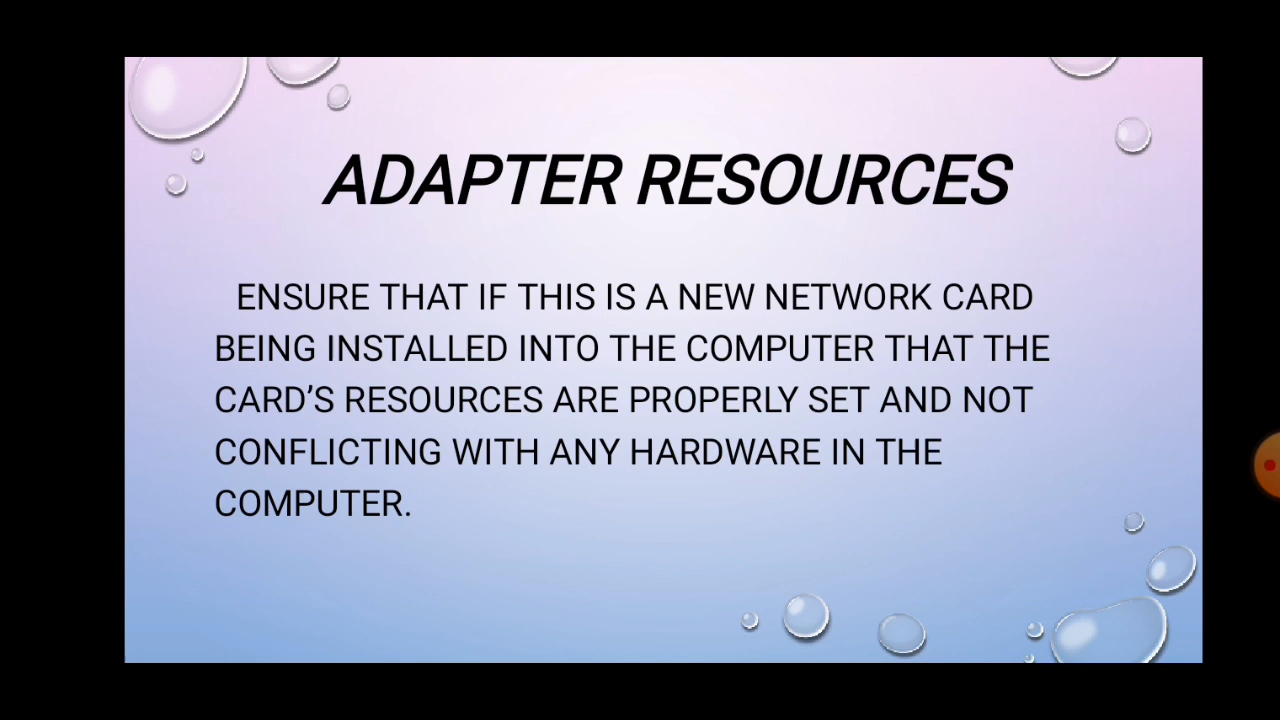 ADAPTER RESOURCES
ENSURE THAT IF THIS IS A NEW NETWORK CARD
BEING INSTALLED INTO THE COMPUTER THAT THE
CARD’S RESOURCES ARE PROPERLY SET AND NOT
CONFLICTING WITH ANY HARDWARE IN THE
COMPUTER.